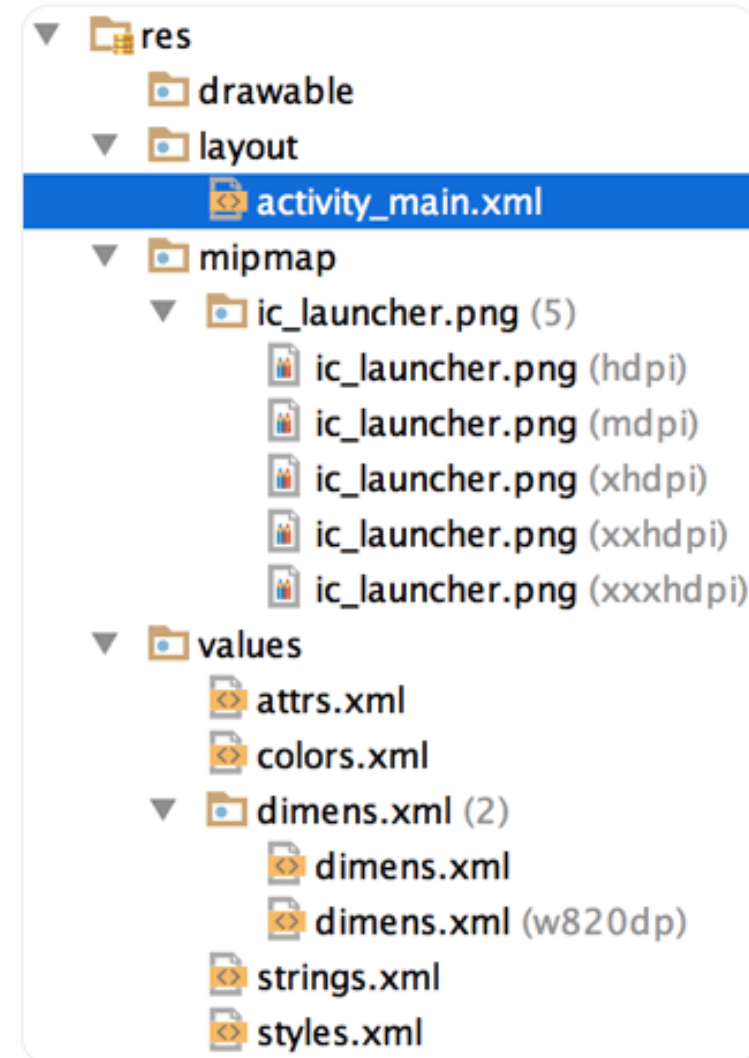 res
drawable
layout
activity_main.xml
mipmap
ic_launcher.png (5)
ic_launcher.png (hdpi)
ic_launcher.png (mdpi)
ic_launcher.png (xhdpi)
ic_launcher.png (xxhdpi)
ic_launcher.png (xxxhdpi)
values
attrs.xml
colors.xml
dimens.xml (2)
dimens.xml
dimens.xml (w820dp)
strings.xml
styles.xml